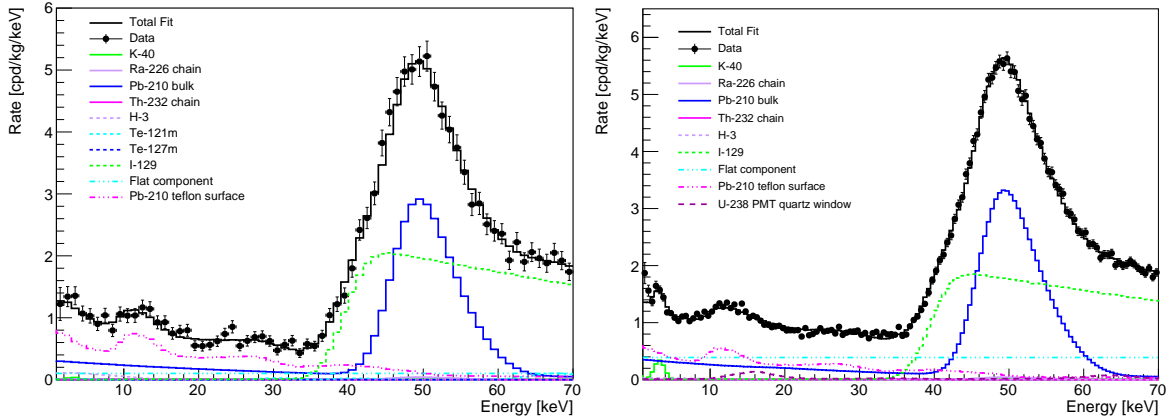 Rate [cpd/kg/keV]
6
5
4
3
2
1
0
Total Fit
Data
K-40
Ra-226 chain
Pb-210 bulk
Th-232 chain
H-3
Te-121m
Te-127m
I-129
Flat component
Pb-210 teflon surface
10 20 30 40 50 60 70
Energy [keV]
Rate [cpd/kg/keV]
6
5
4
3
2
1
0
Total Fit
Data
K-40
Ra-226 chain
Pb-210 bulk
Th-232 chain
H-3
I-129
Flat component
Pb-210 teflon surface
U-238 PMT quartz window
10 20 30 40 50 60 70
Energy [keV]